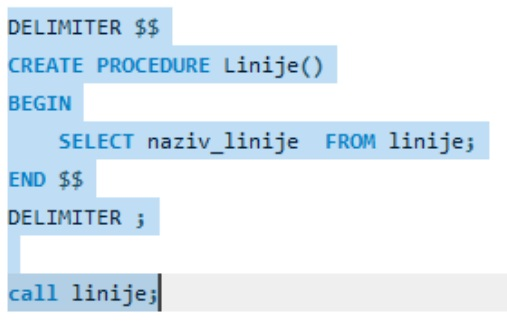 DELIMITER $$
CREATE PROCEDURE Linije()
BEGIN
    SELECT naziv_linije  FROM linije;
END $$
DELIMITER ;
call linije;